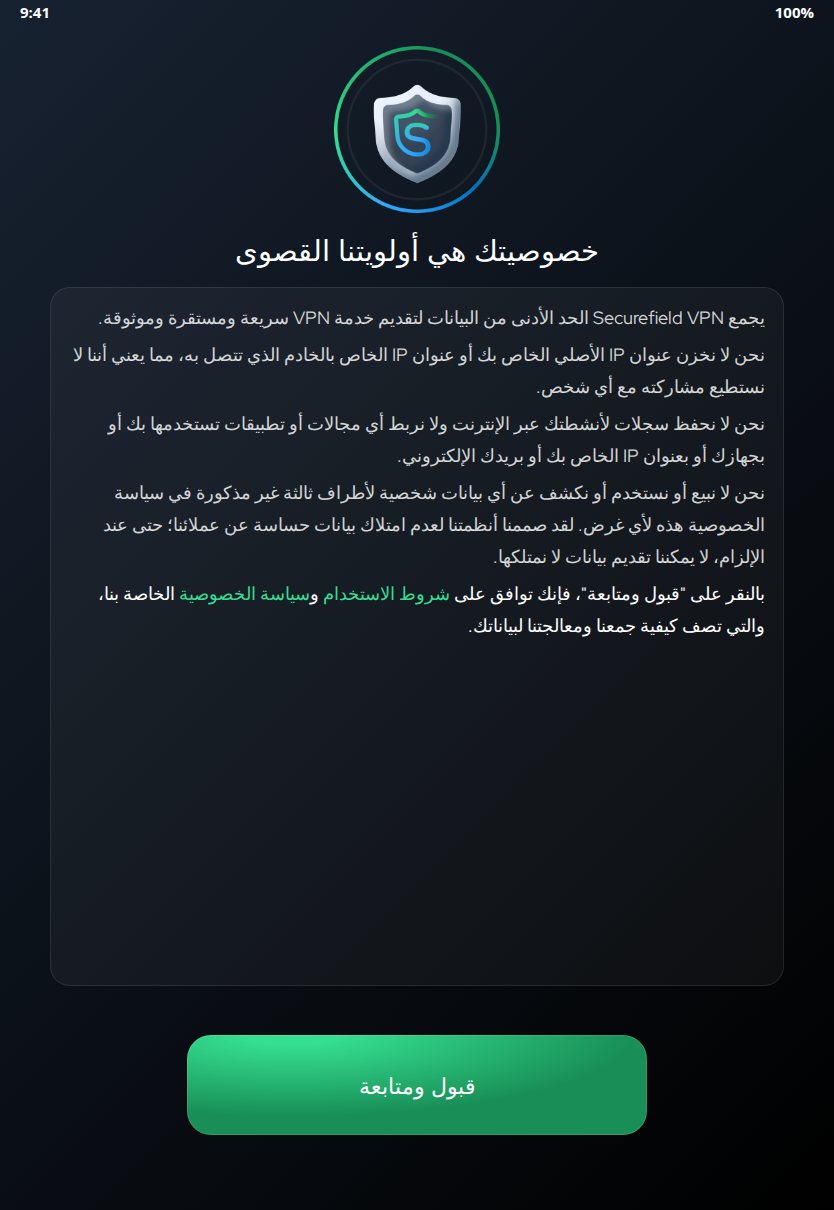 9:41
100%
خصوصيتك هي أولويتنا القصوى
يجمع Securefield VPN الحد الأدنى من البيانات لتقديم خدمة VPN سريعة ومستقرة وموثوقة.
نحن لا نخزن عنوان IP الأصلي الخاص بك أو عنوان IP الخاص بالخادم الذي تتصل به، مما يعني أننا لا
نستطيع مشاركته مع أي شخص.
نحن لا نحفظ سجلات لأنشطتك عبر الإنترنت ولا نربط أي مجالات أو تطبيقات تستخدمها بك أو
بجهازك أو بعنوان IP الخاص بك أو بريدك الإلكتروني.
نحن لا نبيع أو نستخدم أو نكشف عن أي بيانات شخصية لأطراف ثالثة غير مذكورة في سياسة
الخصوصية هذه لأي غرض. لقد صممنا أنظمتنا لعدم امتلاك بيانات حساسة عن عملائنا؛ حتى عند
الإلزام، لا يمكننا تقديم بيانات لا نمتلكها.
بالنقر على "قبول ومتابعة"، فإنك توافق على شروط الاستخدام وسياسة الخصوصية الخاصة بنا،
والتي تصف كيفية جمعنا ومعالجتنا لبياناتك.
قبول ومتابعة